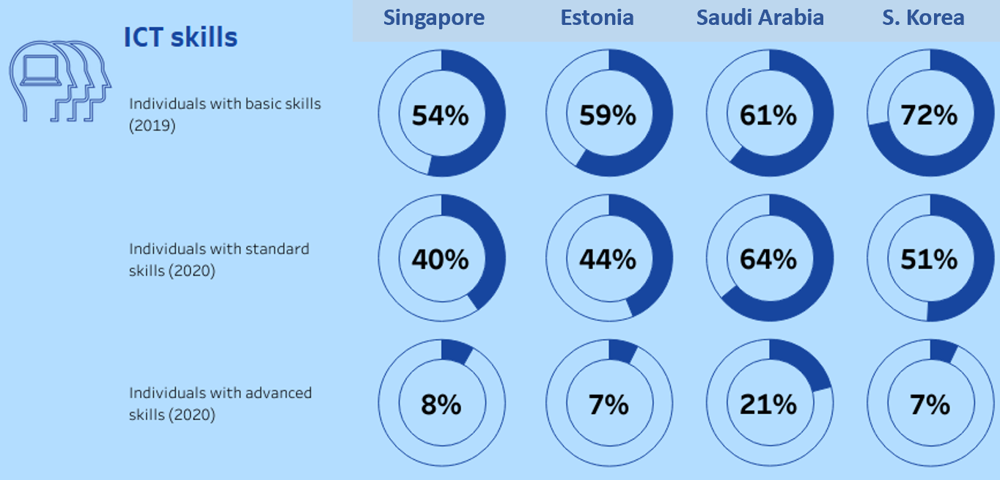 Singapore Estonia Saudi Arabia S. Korea
ICT skills
Individuals with basic skills
(2019)
54% 59% 61% 72%
Individuals with standard
skills (2020)
40% 44% 64% 51%
Individuals with advanced
skills (2020)
8% 7% 21% 7%